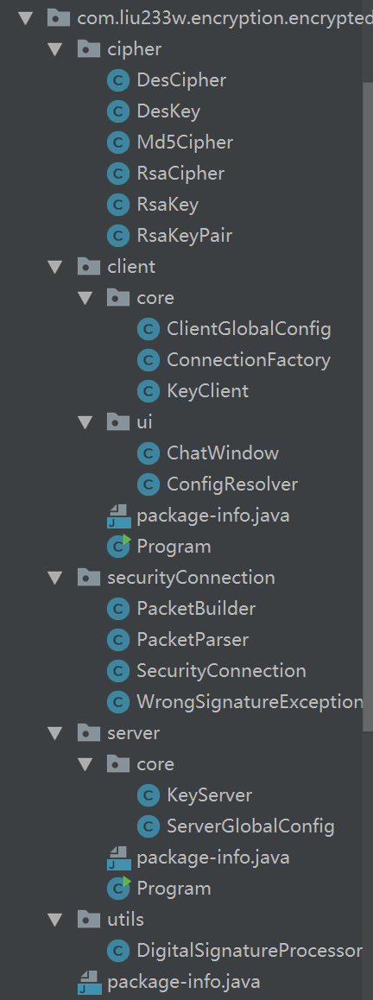 com.liu233w.encryption.encrypted
cipher
DesCipher
DesKey
Md5Cipher
RsaCipher
RsaKey
RsaKeyPair
client
core
ClientGlobalConfig
ConnectionFactory
KeyClient
ui
ChatWindow
ConfigResolver
package-info.java
Program
securityConnection
PacketBuilder
PacketParser
SecurityConnection
WrongSignatureException
server
core
KeyServer
ServerGlobalConfig
package-info.java
Program
utils
DigitalSignatureProcessor
package-info.java